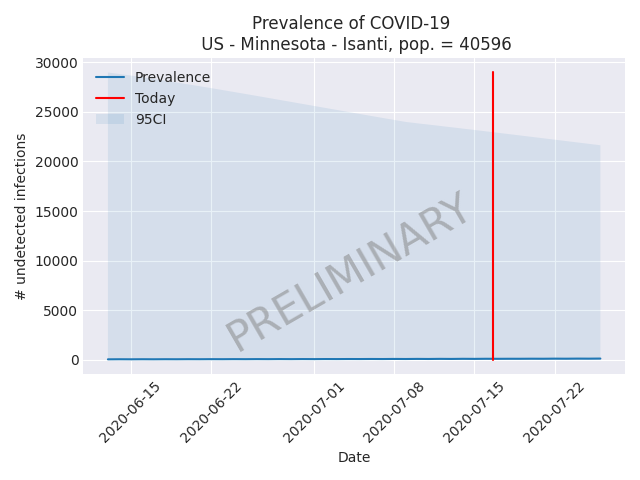 Prevalence of COVID-19
US - Minnesota - Isanti, pop. = 40596
30000
25000
20000
15000
10000
5000
0
# undetected infections
Prevalence
Today
95CI
PRELIMINARY
2020-06-15
2020-06-22
2020-07-01
2020-07-08
2020-07-15
2020-07-22
Date